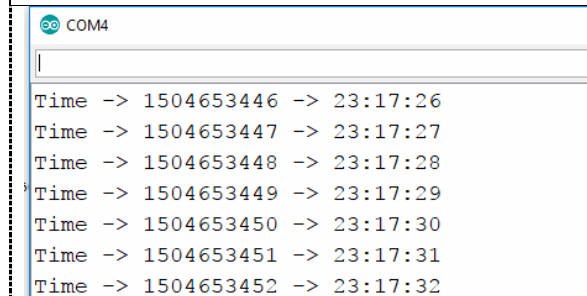 COM4
Time -> 1504653446 -> 23:17:26
Time -> 1504653447 -> 23:17:27
Time -> 1504653448 -> 23:17:28
Time -> 1504653449 -> 23:17:29
Time -> 1504653450 -> 23:17:30
Time -> 1504653451 -> 23:17:31
Time -> 1504653452 -> 23:17:32